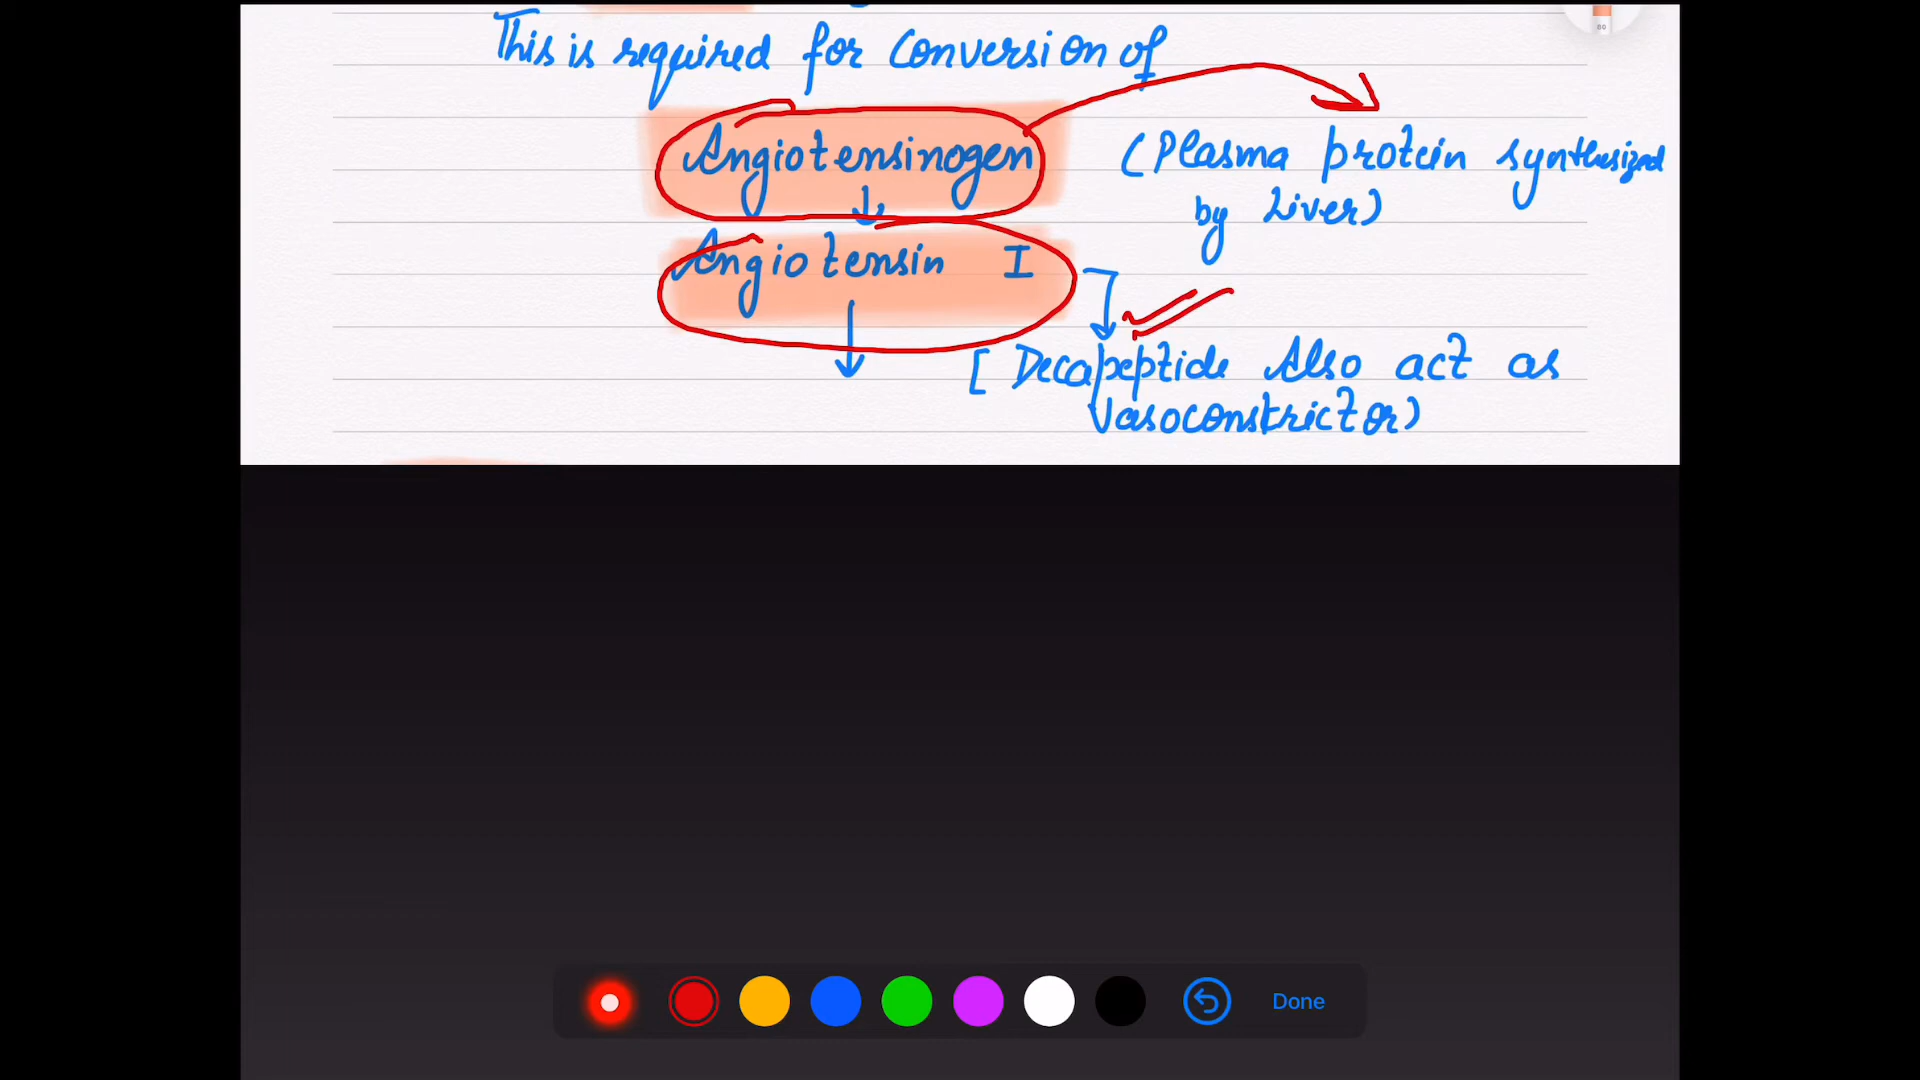 This is required for Conversion of
Angiotensinogen (Plasma protein synthesized
by Liver)
Angiotensin I
[ Decapeptide Also act as
Vasoconstrictor)
Done